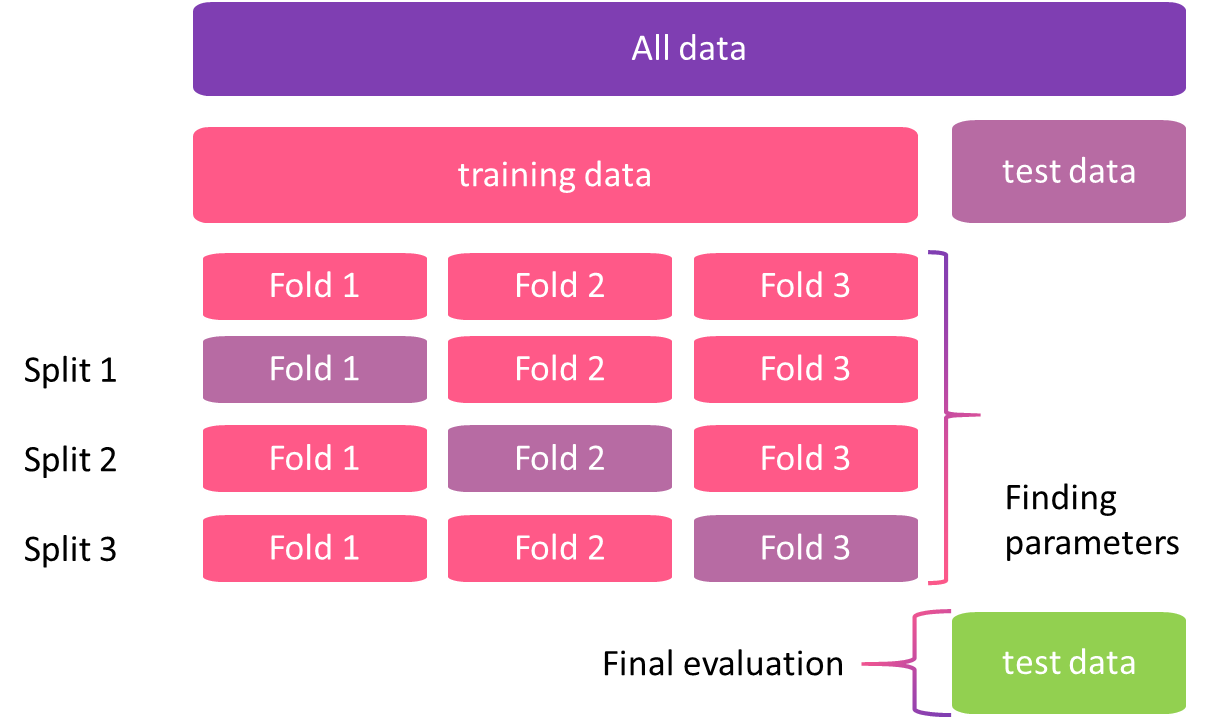 All data
training data
test data
Fold 1 Fold 2 Fold 3
Split 1 Fold 1 Fold 2 Fold 3
Split 2 Fold 1 Fold 2 Fold 3
Split 3 Fold 1 Fold 2 Fold 3
Finding
parameters
Final evaluation
test data